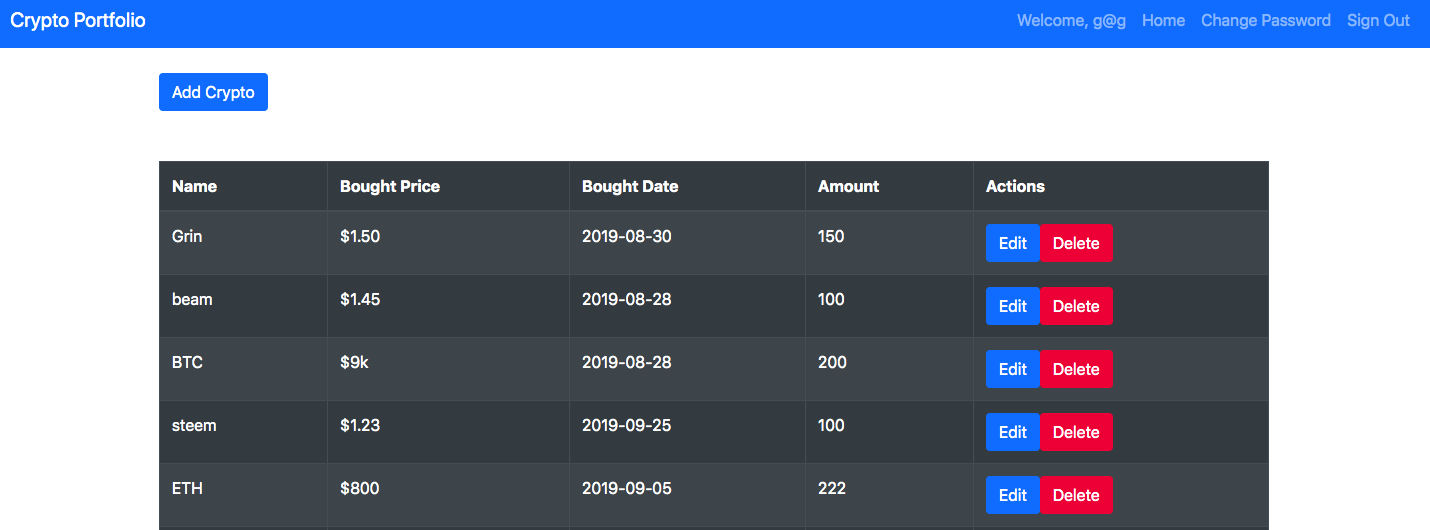 Crypto Portfolio Welcome, g@g Home Change Password Sign Out
Add Crypto
Name Bought Price Bought Date Amount Actions
Grin $1.50 2019-08-30 150 Edit Delete
beam $1.45 2019-08-28 100 Edit Delete
BTC $9k 2019-08-28 200 Edit Delete
steem $1.23 2019-09-25 100 Edit Delete
ETH $800 2019-09-05 222 Edit Delete